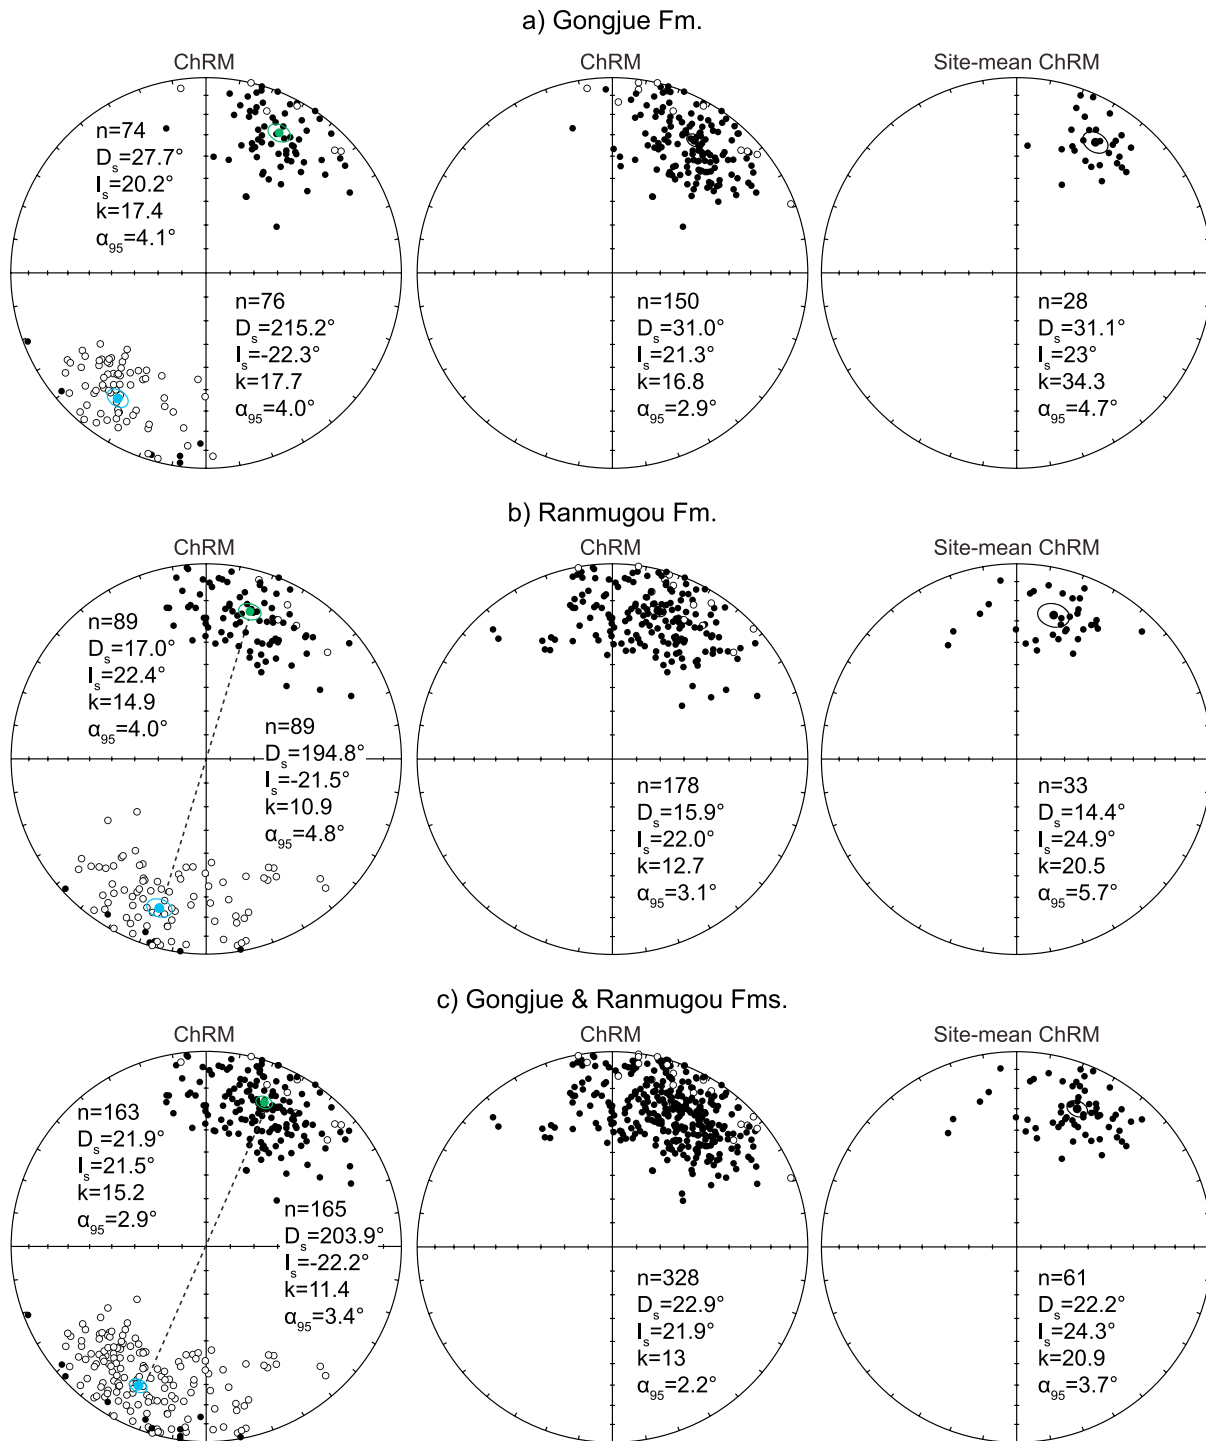 a) Gongjue Fm.
ChRM
n=74
Ds=27.7°
Is=20.2°
k=17.4
α95=4.1°
n=76
Ds=215.2°
Is=-22.3°
k=17.7
α95=4.0°
ChRM
n=150
Ds=31.0°
Is=21.3°
k=16.8
α95=2.9°
Site-mean ChRM
n=28
Ds=31.1°
Is=23°
k=34.3
α95=4.7°
b) Ranmugou Fm.
ChRM
n=89
Ds=17.0°
Is=22.4°
k=14.9
α95=4.0°
n=89
Ds=194.8°
Is=-21.5°
k=10.9
α95=4.8°
ChRM
n=178
Ds=15.9°
Is=22.0°
k=12.7
α95=3.1°
Site-mean ChRM
n=33
Ds=14.4°
Is=24.9°
k=20.5
α95=5.7°
c) Gongjue & Ranmugou Fms.
ChRM
n=163
Ds=21.9°
Is=21.5°
k=15.2
α95=2.9°
n=165
Ds=203.9°
Is=-22.2°
k=11.4
α95=3.4°
ChRM
n=328
Ds=22.9°
Is=21.9°
k=13
α95=2.2°
Site-mean ChRM
n=61
Ds=22.2°
Is=24.3°
k=20.9
α95=3.7°